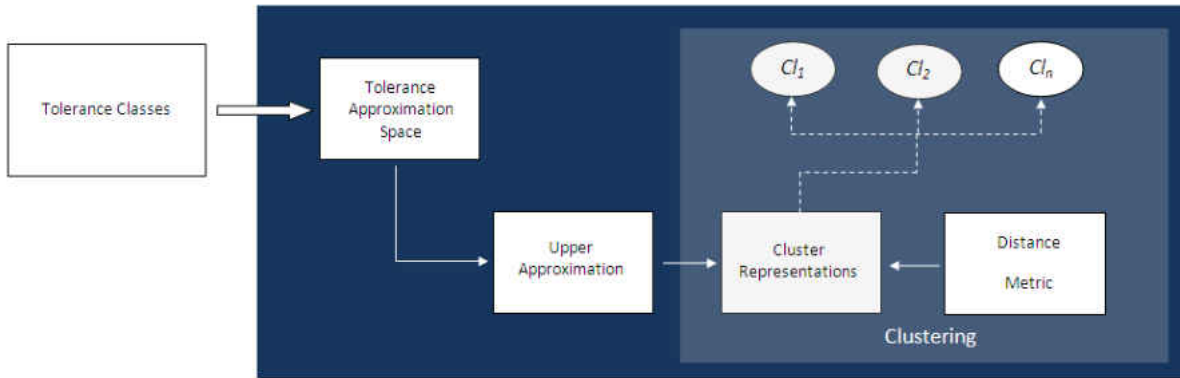 Tolerance Classes
Tolerance
Approximation
Space
Cl₁
Cl₂
Clₙ
Upper
Approximation
Cluster
Representations
Distance
Metric
Clustering